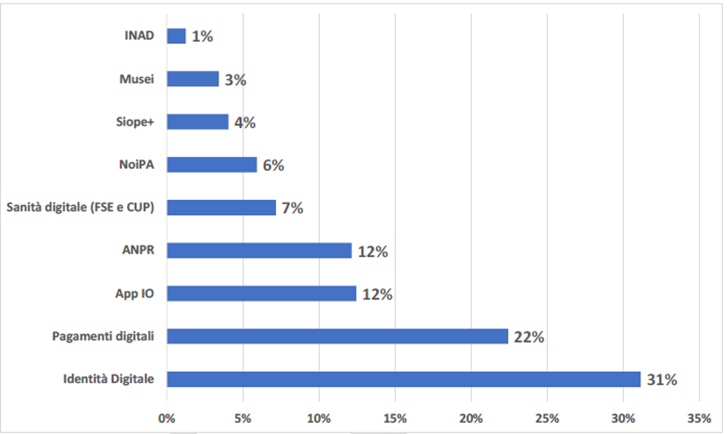 INAD 1%
Musei 3%
Siope+ 4%
NoiPA 6%
Sanità digitale (FSE e CUP) 7%
ANPR 12%
App IO 12%
Pagamenti digitali 22%
Identità Digitale 31%
0% 5% 10% 15% 20% 25% 30% 35%